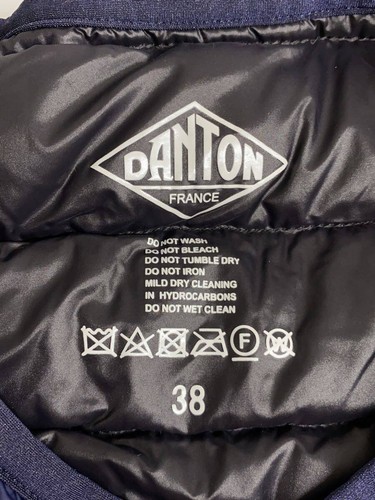 DANTON
FRANCE
DO NOT WASH
DO NOT BLEACH
DO NOT TUMBLE DRY
DO NOT IRON
MILD DRY CLEANING
IN HYDROCARBONS
DO NOT WET CLEAN
F W
38